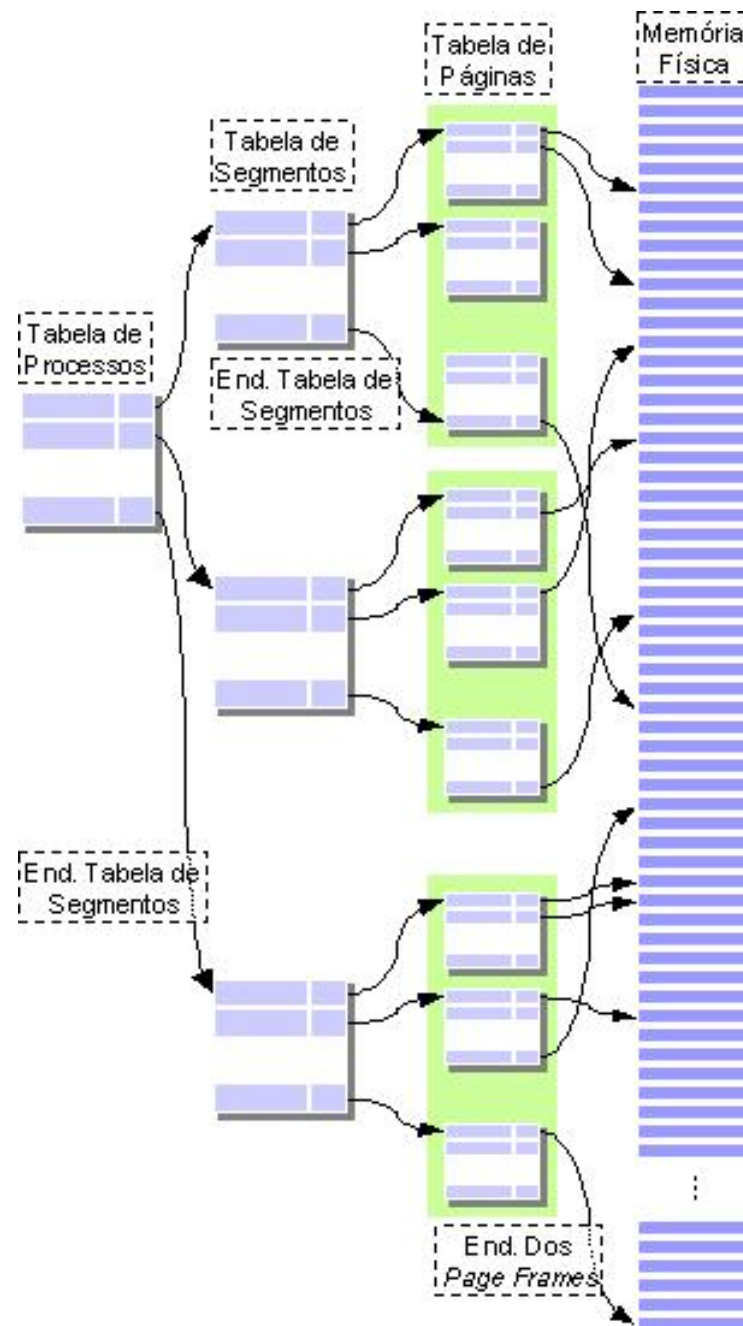 Memória
Física
Tabela de
Páginas
Tabela de
Segmentos
Tabela de
Processos
End. Tabela de
Segmentos
End. Tabela de
Segmentos
End. Dos
Page Frames